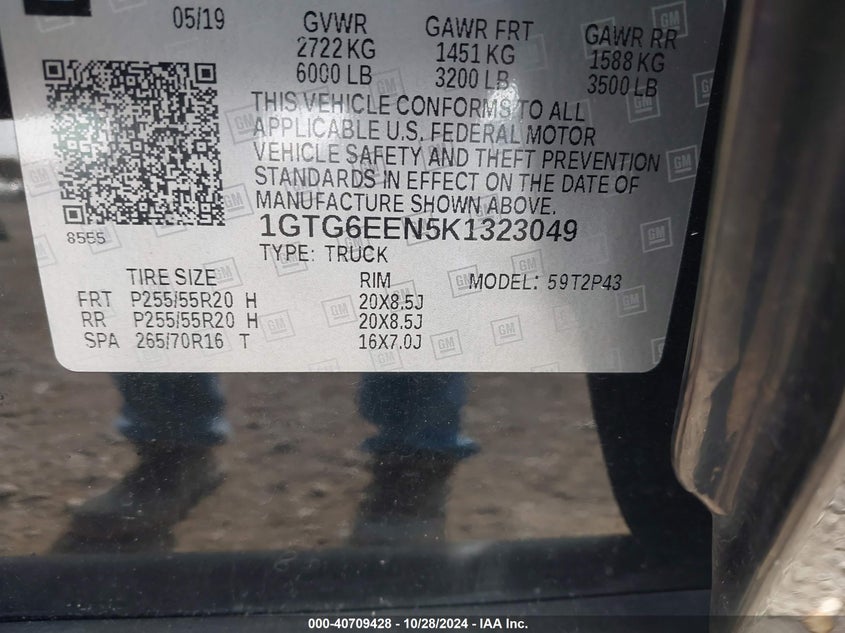 05/19 GVWR GAWR FRT GAWR RR
2722 KG 1451 KG 1588 KG
6000 LB 3200 LB 3500 LB
THIS VEHICLE CONFORMS TO ALL
APPLICABLE U.S. FEDERAL MOTOR
VEHICLE SAFETY AND THEFT PREVENTION
STANDARDS IN EFFECT ON THE DATE OF
MANUFACTURE SHOWN ABOVE.
8555
1GTG6EEN5K1323049
TYPE: TRUCK
TIRE SIZE RIM MODEL: 59T2P43
FRT P255/55R20 H 20X8.5J
RR P255/55R20 H 20X8.5J
SPA 265/70R16 T 16X7.0J
GM
000-40709428 - 10/28/2024 - IAA Inc.